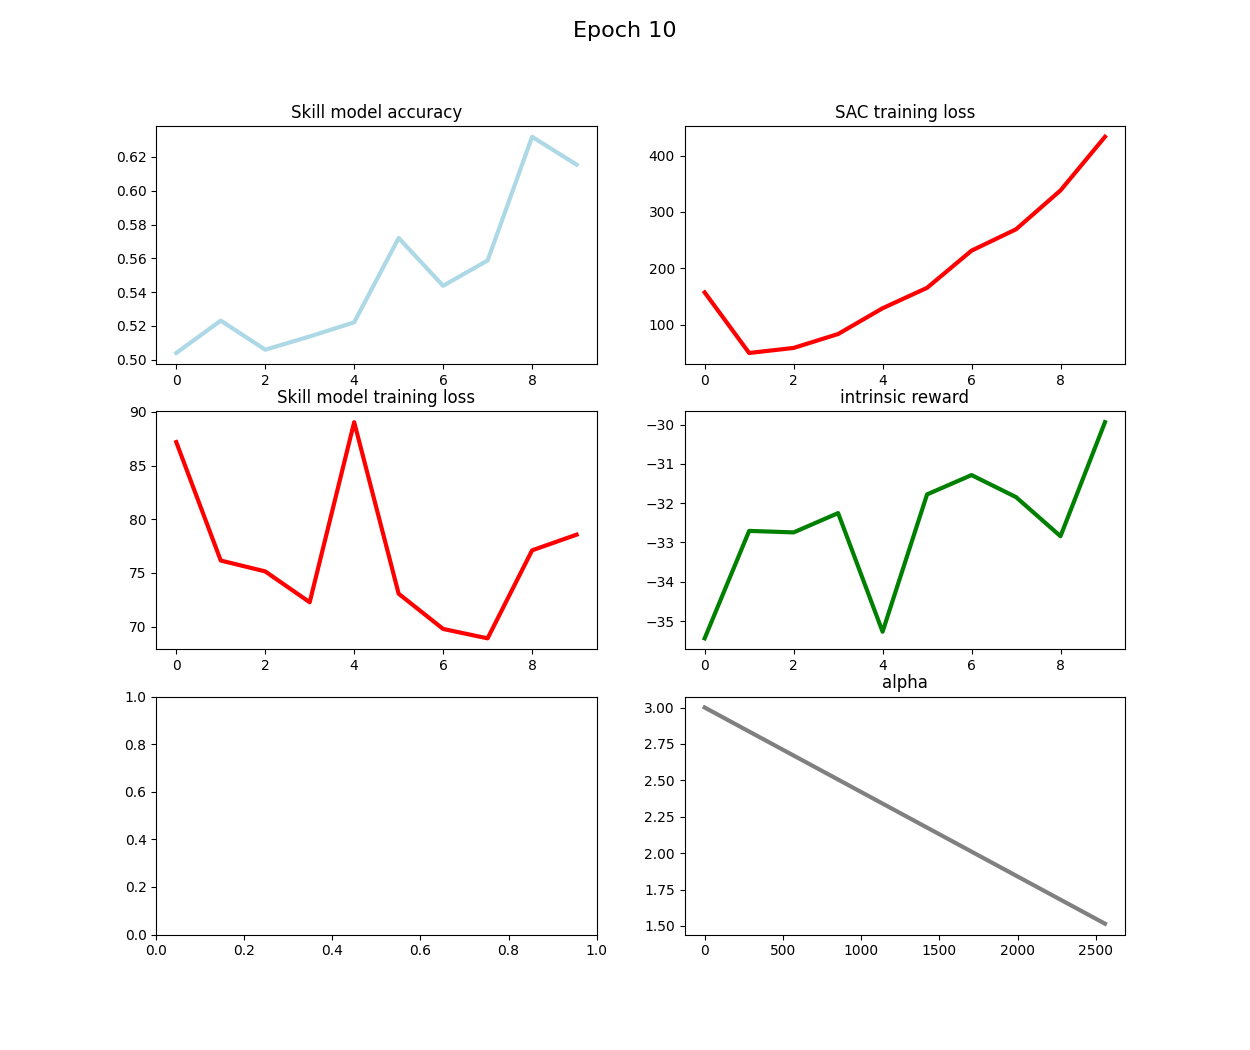 Epoch 10
Skill model accuracy
0.62
0.60
0.58
0.56
0.54
0.52
0.50
0 2 4 6 8
SAC training loss
400
300
200
100
0 2 4 6 8
Skill model training loss
90
85
80
75
70
0 2 4 6 8
intrinsic reward
−30
−31
−32
−33
−34
−35
0 2 4 6 8
1.0
0.8
0.6
0.4
0.2
0.0
0.0 0.2 0.4 0.6 0.8 1.0
alpha
3.00
2.75
2.50
2.25
2.00
1.75
1.50
0 500 1000 1500 2000 2500